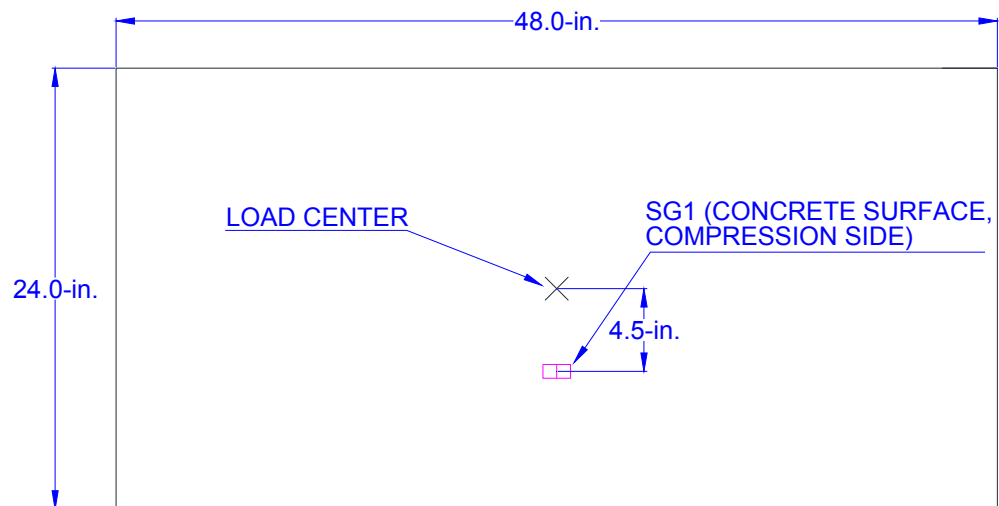 48.0-in.
SG1 (CONCRETE SURFACE,
COMPRESSION SIDE)
LOAD CENTER
24.0-in.
4.5-in.